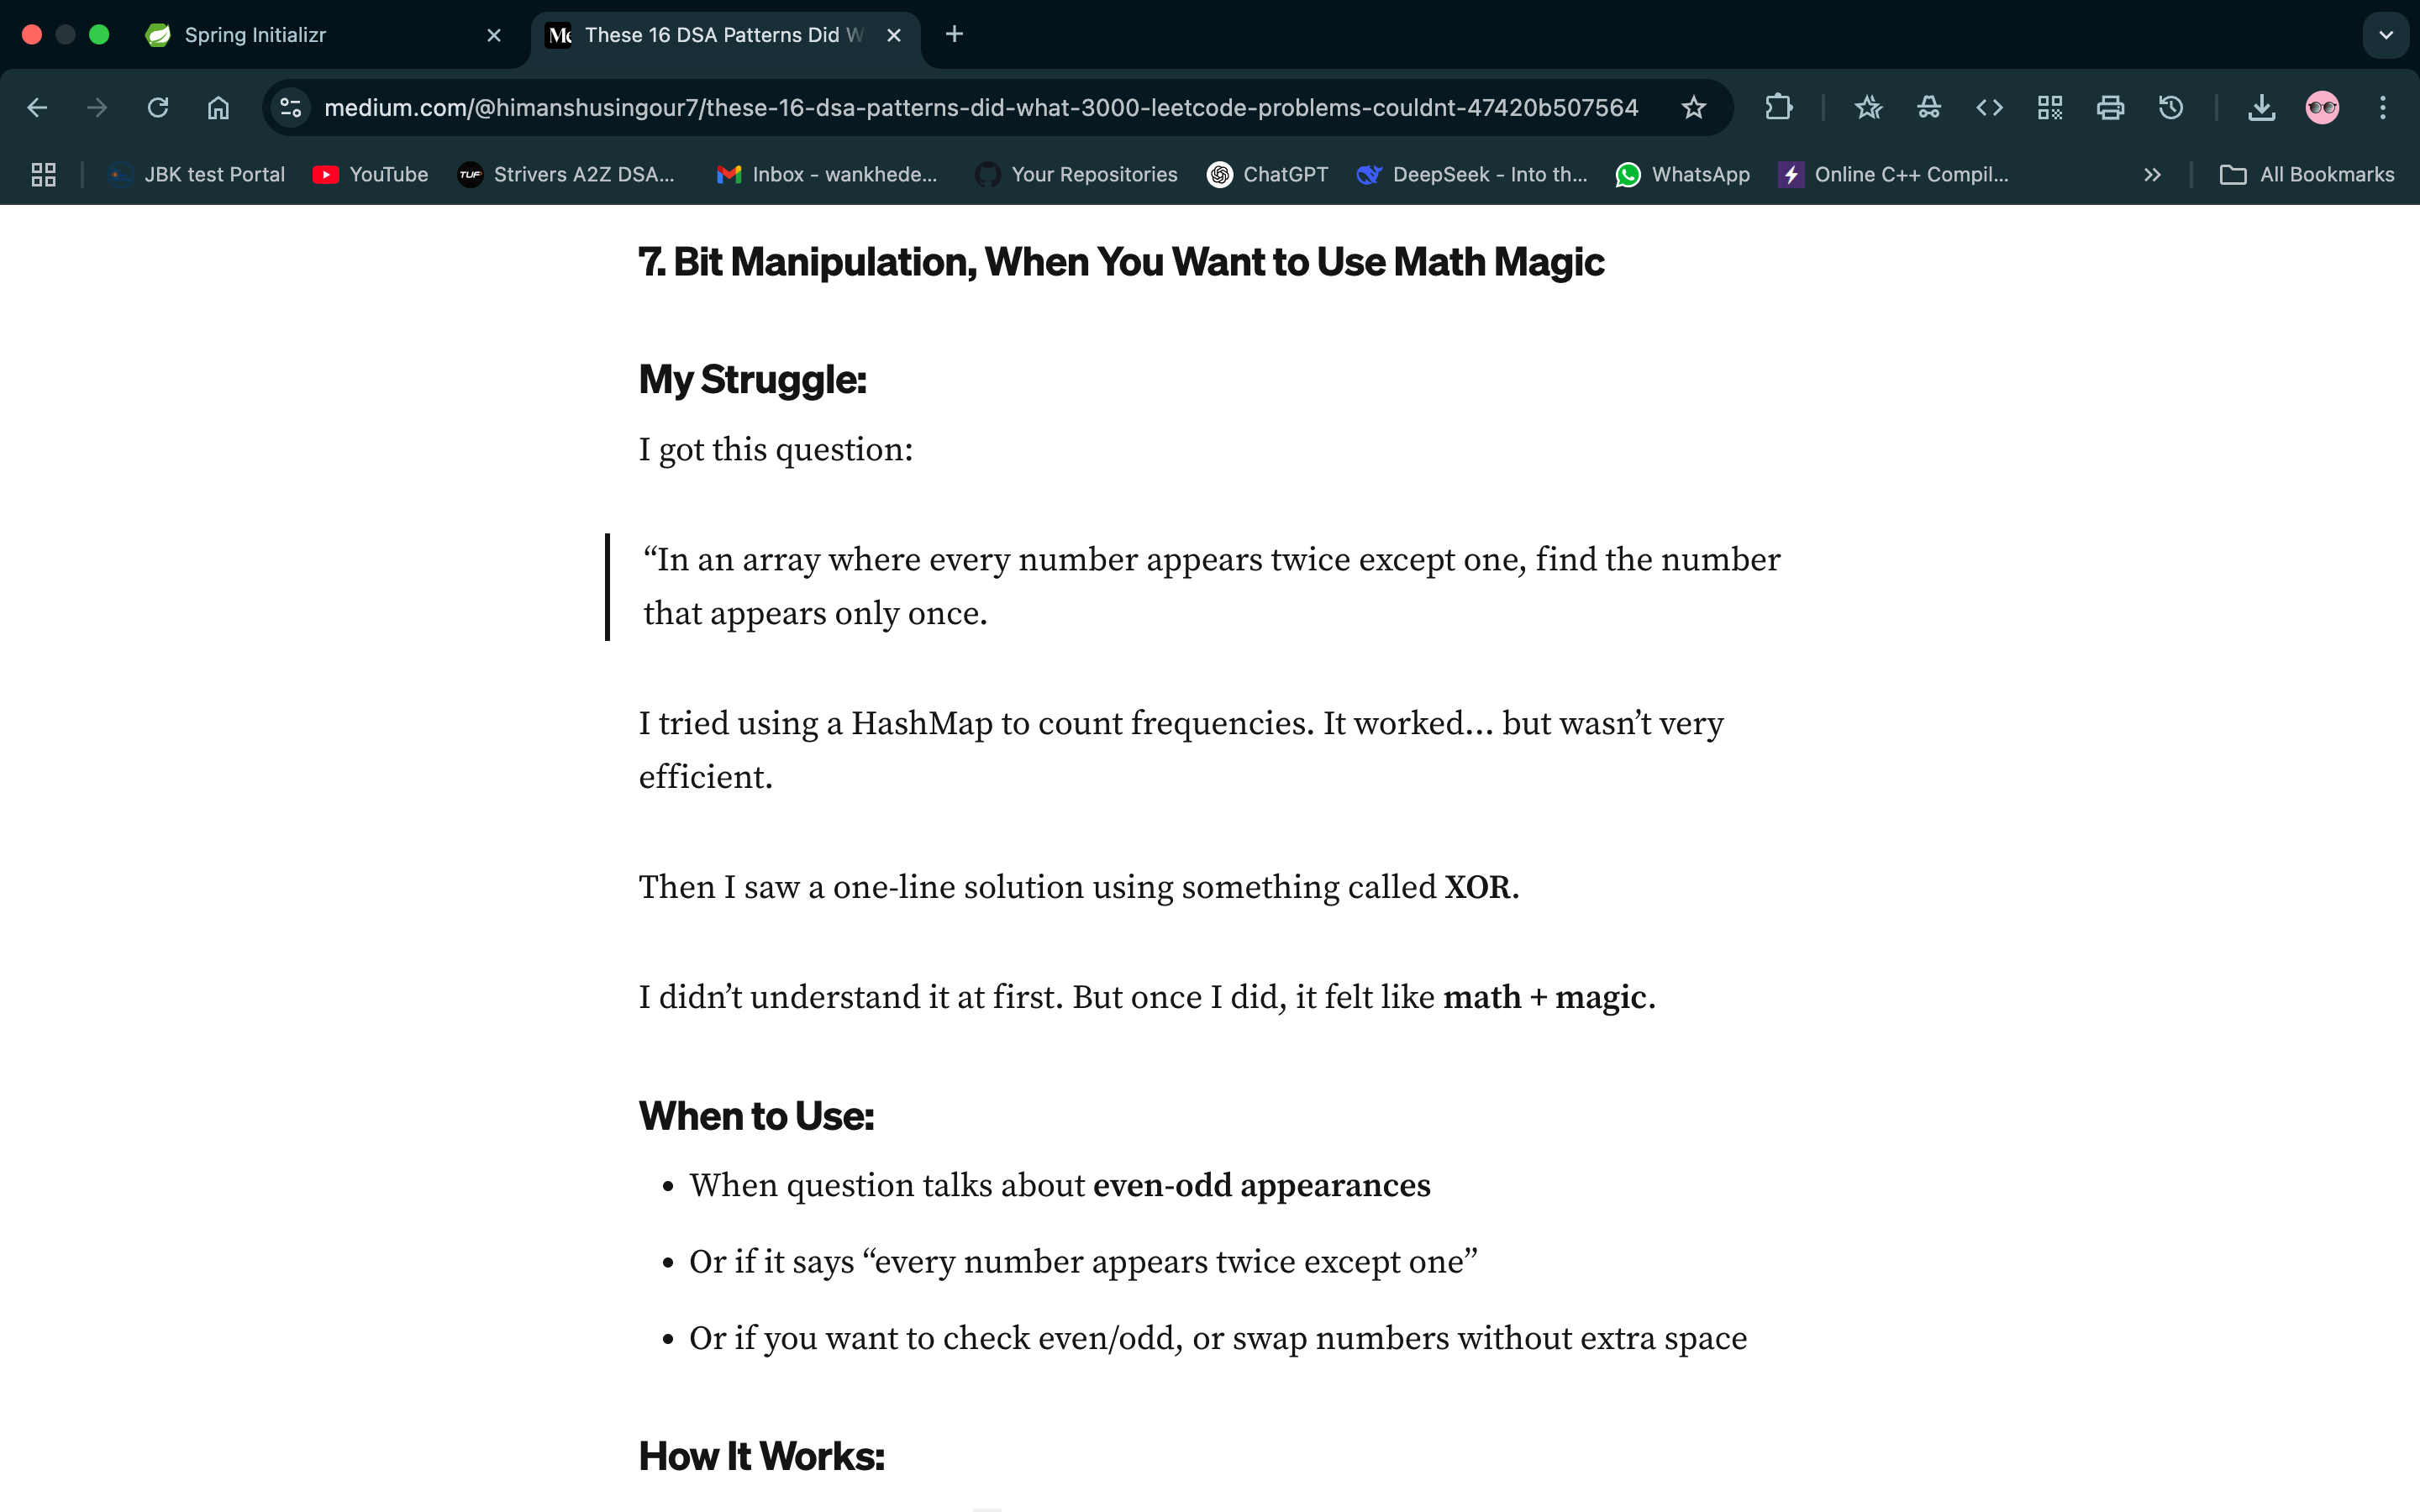 Spring Initializr
These 16 DSA Patterns Did W
medium.com/@himanshusingour7/these-16-dsa-patterns-did-what-3000-leetcode-problems-couldnt-47420b507564
JBK test Portal
YouTube
TUF
Strivers A2Z DSA...
Inbox - wankhede...
Your Repositories
ChatGPT
DeepSeek - Into th...
WhatsApp
Online C++ Compil...
All Bookmarks
7. Bit Manipulation, When You Want to Use Math Magic
My Struggle:
I got this question:
“In an array where every number appears twice except one, find the number
that appears only once.
I tried using a HashMap to count frequencies. It worked… but wasn’t very
efficient.
Then I saw a one-line solution using something called XOR.
I didn’t understand it at first. But once I did, it felt like math + magic.
When to Use:
• When question talks about even-odd appearances
• Or if it says “every number appears twice except one”
• Or if you want to check even/odd, or swap numbers without extra space
How It Works: